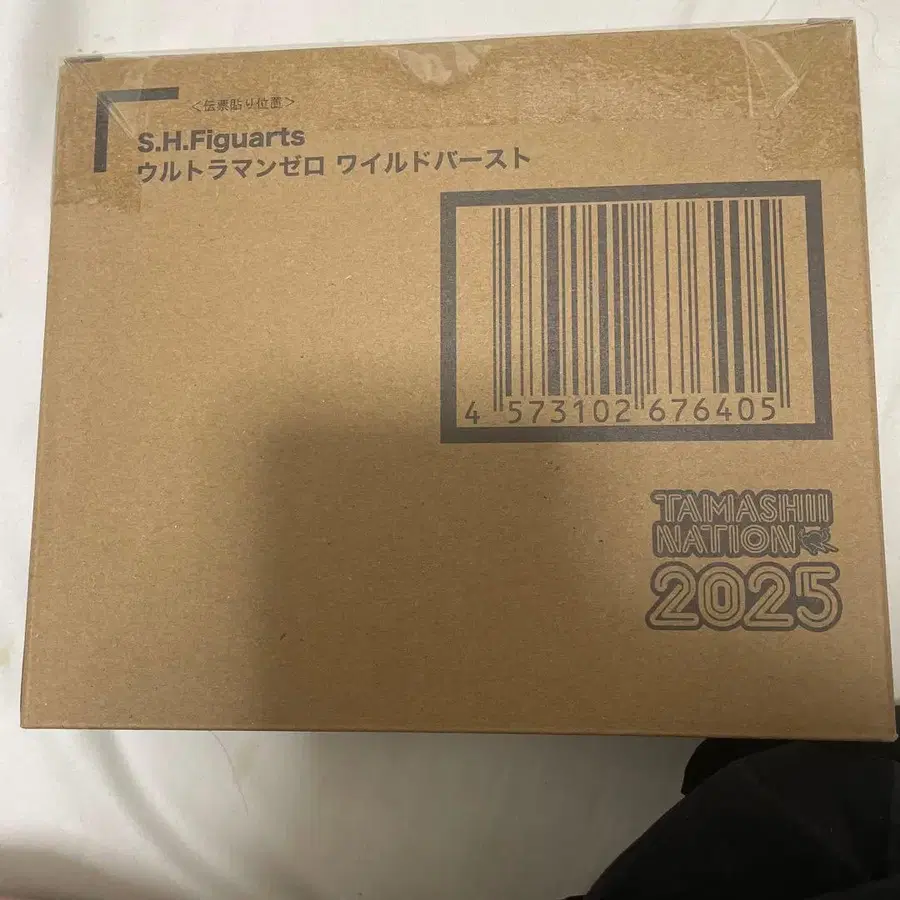 <伝票貼り位置>
S.H.Figuarts
ウルトラマンゼロ ワイルドバースト
4 573102 676405
TAMASHII
NATION
2025